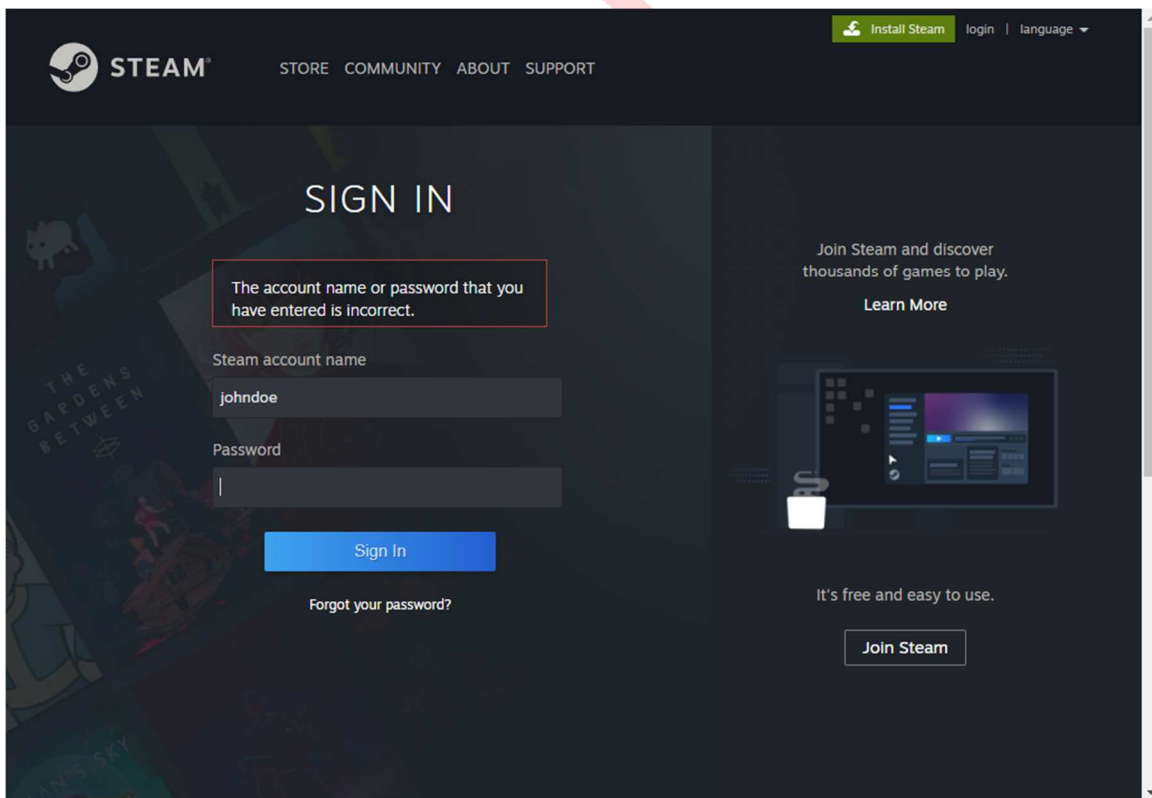 Install Steam login | language
STEAM®
STORE COMMUNITY ABOUT SUPPORT
SIGN IN
The account name or password that you
have entered is incorrect.
Steam account name
johndoe
Password
Sign In
Forgot your password?
Join Steam and discover
thousands of games to play.
Learn More
It's free and easy to use.
Join Steam
THE
GARDENS
BETWEEN
SKY